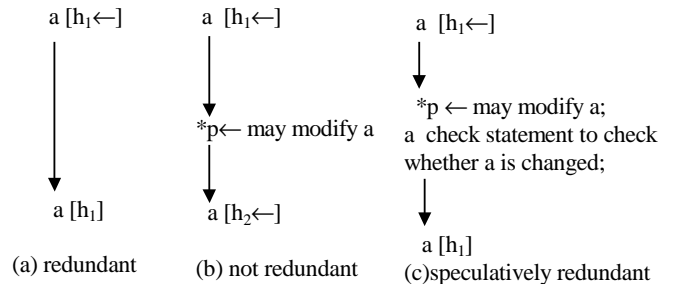 a [h₁←]
a [h₁]
(a) redundant
a [h₁←]
*p← may modify a
a [h₂←]
(b) not redundant
a [h₁←]
*p ← may modify a;
a check statement to check
whether a is changed;
a [h₁]
(c)speculatively redundant